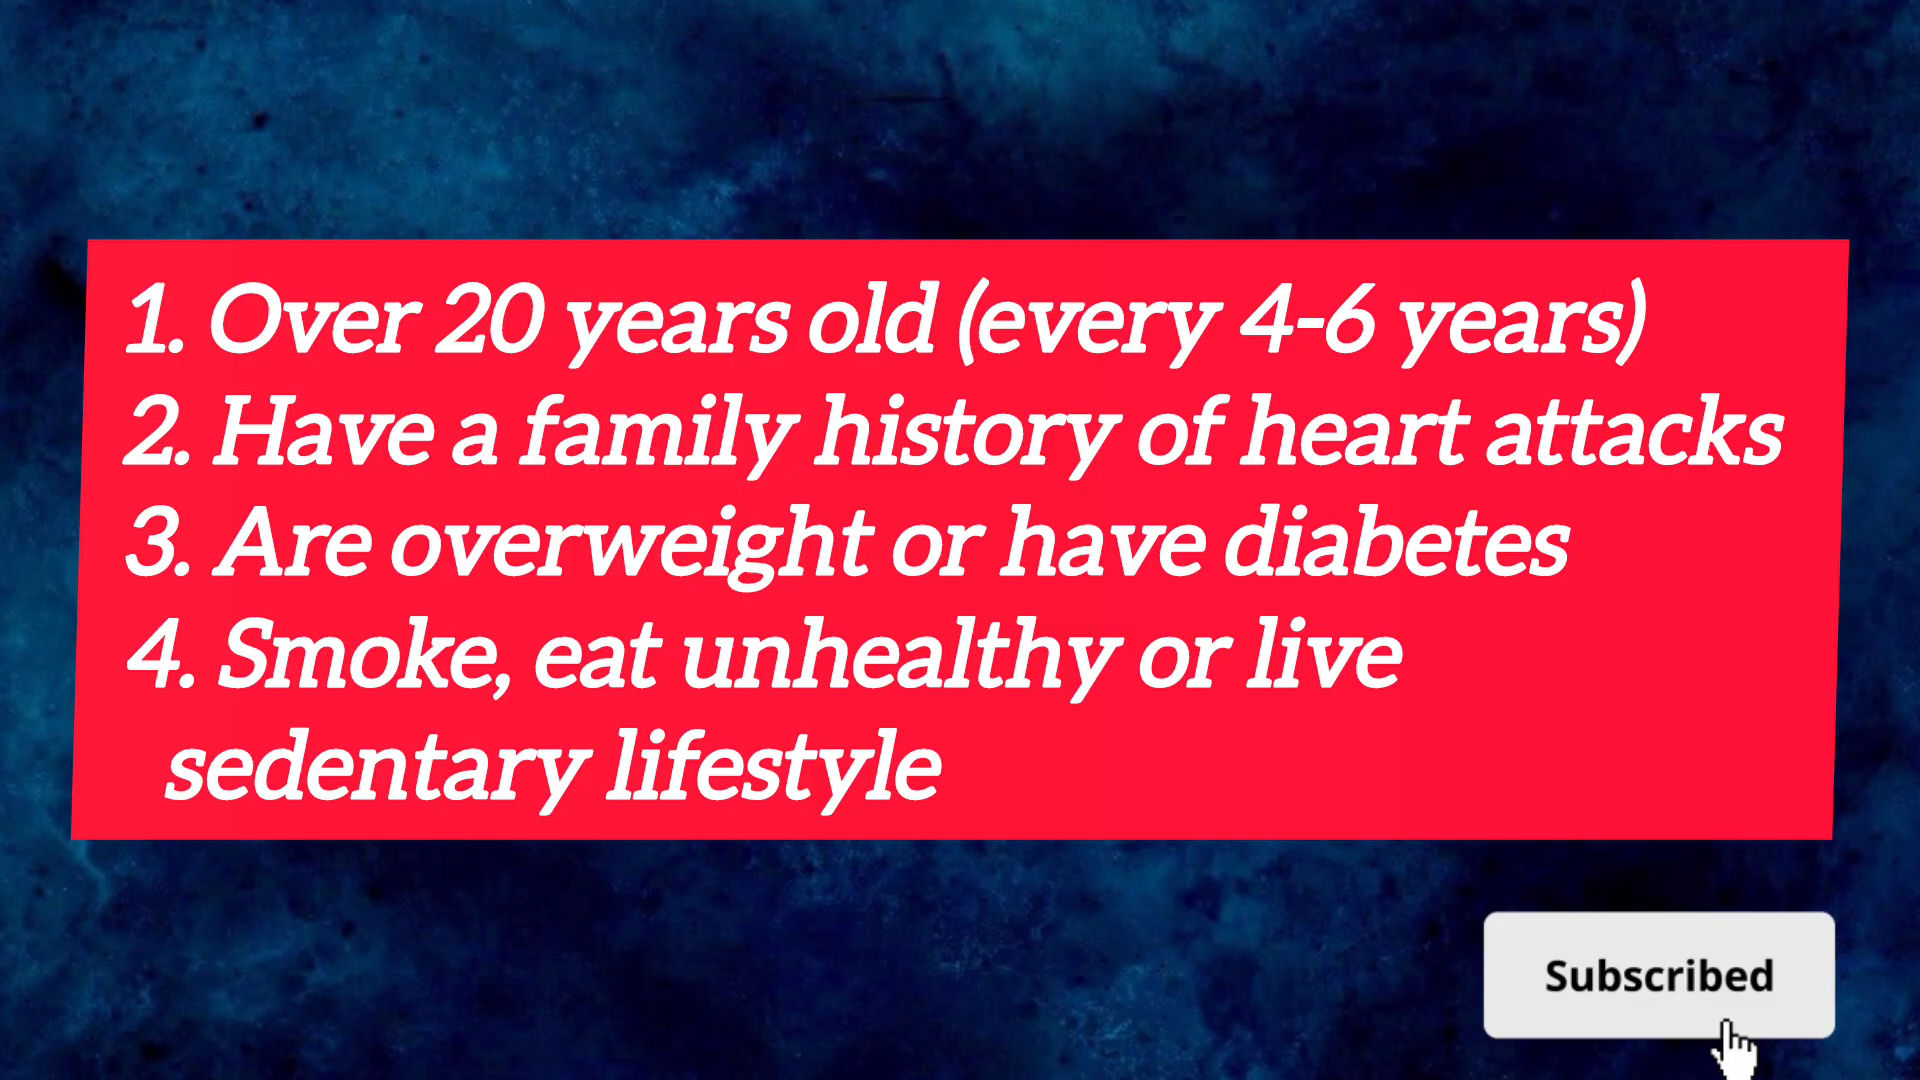 1. Over 20 years old (every 4-6 years)
2. Have a family history of heart attacks
3. Are overweight or have diabetes
4. Smoke, eat unhealthy or live
sedentary lifestyle
Subscribed